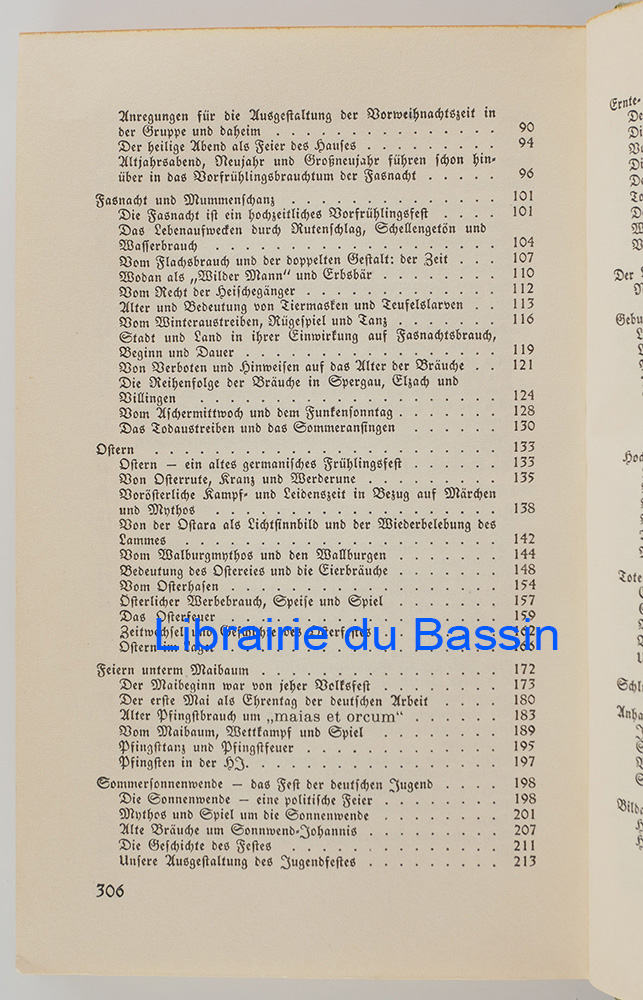 Anregungen für die Ausgestaltung der Vorweihnachtszeit in
der Gruppe und daheim . . . . . . . . . . . . . . . 90
Der heilige Abend als Feier des Hauses . . . . . . . . . 94
Altjahrsabend, Neujahr und Großneujahr führen schon hin-
über in das Vorfrühlingsbrauchtum der Fasnacht . . . . . 96
Fasnacht und Mummenschanz . . . . . . . . . . . . . . 101
Die Fasnacht ist ein hochzeitliches Vorfrühlingsfest . . . . 101
Das Lebenaufwecken durch Rutenschlag, Schellengetön und
Wasserbrauch . . . . . . . . . . . . . . . . . . 104
Vom Flachsbrauch und der doppelten Gestalt: der Zeit . . . 107
Wodan als „Wilder Mann" und Erbsbär . . . . . . . . 110
Vom Recht der Heischegänger . . . . . . . . . . . . 112
Alter und Bedeutung von Tiermasken und Teufelslarven . . 113
Vom Winteraustreiben, Rügespiel und Tanz . . . . . . . 116
Stadt und Land in ihrer Einwirkung auf Fasnachtsbrauch,
Beginn und Dauer . . . . . . . . . . . . . . . . . 119
Von Verboten und Hinweisen auf das Alter der Bräuche . . 121
Die Reihenfolge der Bräuche in Spergau, Elzach und
Villingen . . . . . . . . . . . . . . . . . . . 124
Vom Aschermittwoch und dem Funkensonntag . . . . . . . 128
Das Todaustreiben und das Sommeransingen . . . . . . . 130
Ostern . . . . . . . . . . . . . . . . . . . . . . . 133
Ostern — ein altes germanisches Frühlingsfest . . . . . . 133
Von Osterrute, Kranz und Werderune . . . . . . . . . 135
Vorösterliche Kampf- und Leidenszeit in Bezug auf Märchen
und Mythos . . . . . . . . . . . . . . . . . . . 138
Von der Ostara als Lichtsinnbild und der Wiederbelebung des
Lammes . . . . . . . . . . . . . . . . . . . . 142
Vom Walburgmythos und den Wallburgen . . . . . . . 144
Bedeutung des Ostereies und die Eierbräuche . . . . . . . 148
Vom Osterhasen . . . . . . . . . . . . . . . . . . 154
Österlicher Werbebrauch, Speise und Spiel . . . . . . . 157
Das Osterfeuer . . . . . . . . . . . . . . . . . . 159
Zeitwechsel und Geschichte des Osterfestes . . . . . . . 162
Ostern im Lager . . . . . . . . . . . . . . . . . . 166
Librairie du Bassin
Feiern unterm Maibaum . . . . . . . . . . . . . . . . 172
Der Maibeginn war von jeher Volksfest . . . . . . . . 173
Der erste Mai als Ehrentag der deutschen Arbeit . . . . . 180
Alter Pfingstbrauch um „maias et orcum" . . . . . . . 183
Vom Maibaum, Wettkampf und Spiel . . . . . . . . . 189
Pfingsttanz und Pfingstfeuer . . . . . . . . . . . . . 195
Pfingsten in der HJ. . . . . . . . . . . . . . . . . 197
Sommersonnenwende — das Fest der deutschen Jugend . . . . 198
Die Sonnenwende — eine politische Feier . . . . . . . . 198
Mythos und Spiel um die Sonnenwende . . . . . . . . 201
Alte Bräuche um Sonnwend-Johannis . . . . . . . . . 207
Die Geschichte des Festes . . . . . . . . . . . . . . 211
Unsere Ausgestaltung des Jugendfestes . . . . . . . . . 213
306
Ernte-